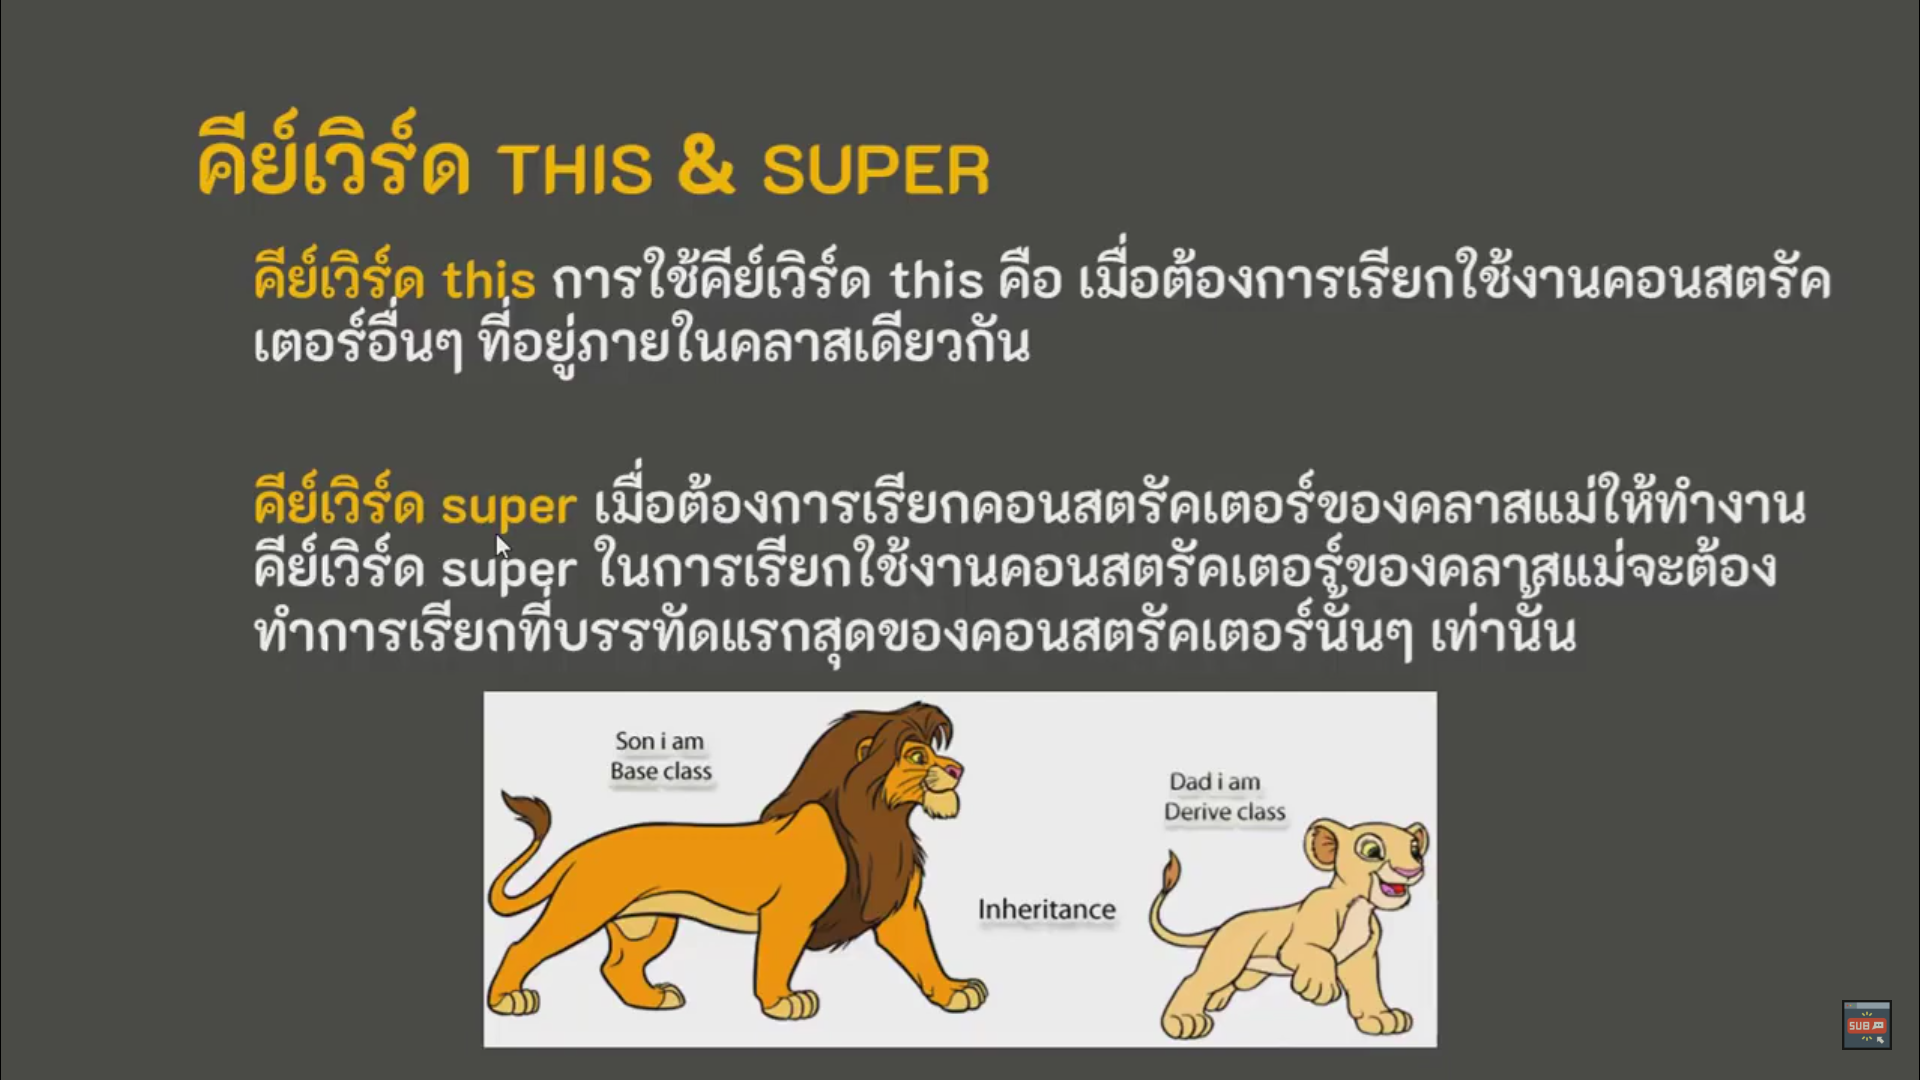 คีย์เวิร์ด THIS & SUPER
คีย์เวิร์ด this การใช้คีย์เวิร์ด this คือ เมื่อต้องการเรียกใช้งานคอนสตรัค
เตอร์อื่นๆ ที่อยู่ภายในคลาสเดียวกัน
คีย์เวิร์ด super เมื่อต้องการเรียกคอนสตรัคเตอร์ของคลาสแม่ให้ทำงาน
คีย์เวิร์ด super ในการเรียกใช้งานคอนสตรัคเตอร์ของคลาสแม่จะต้อง
ทำการเรียกที่บรรทัดแรกสุดของคอนสตรัคเตอร์นั้นๆ เท่านั้น
Son i am
Base class
Dad i am
Derive class
Inheritance
SUB